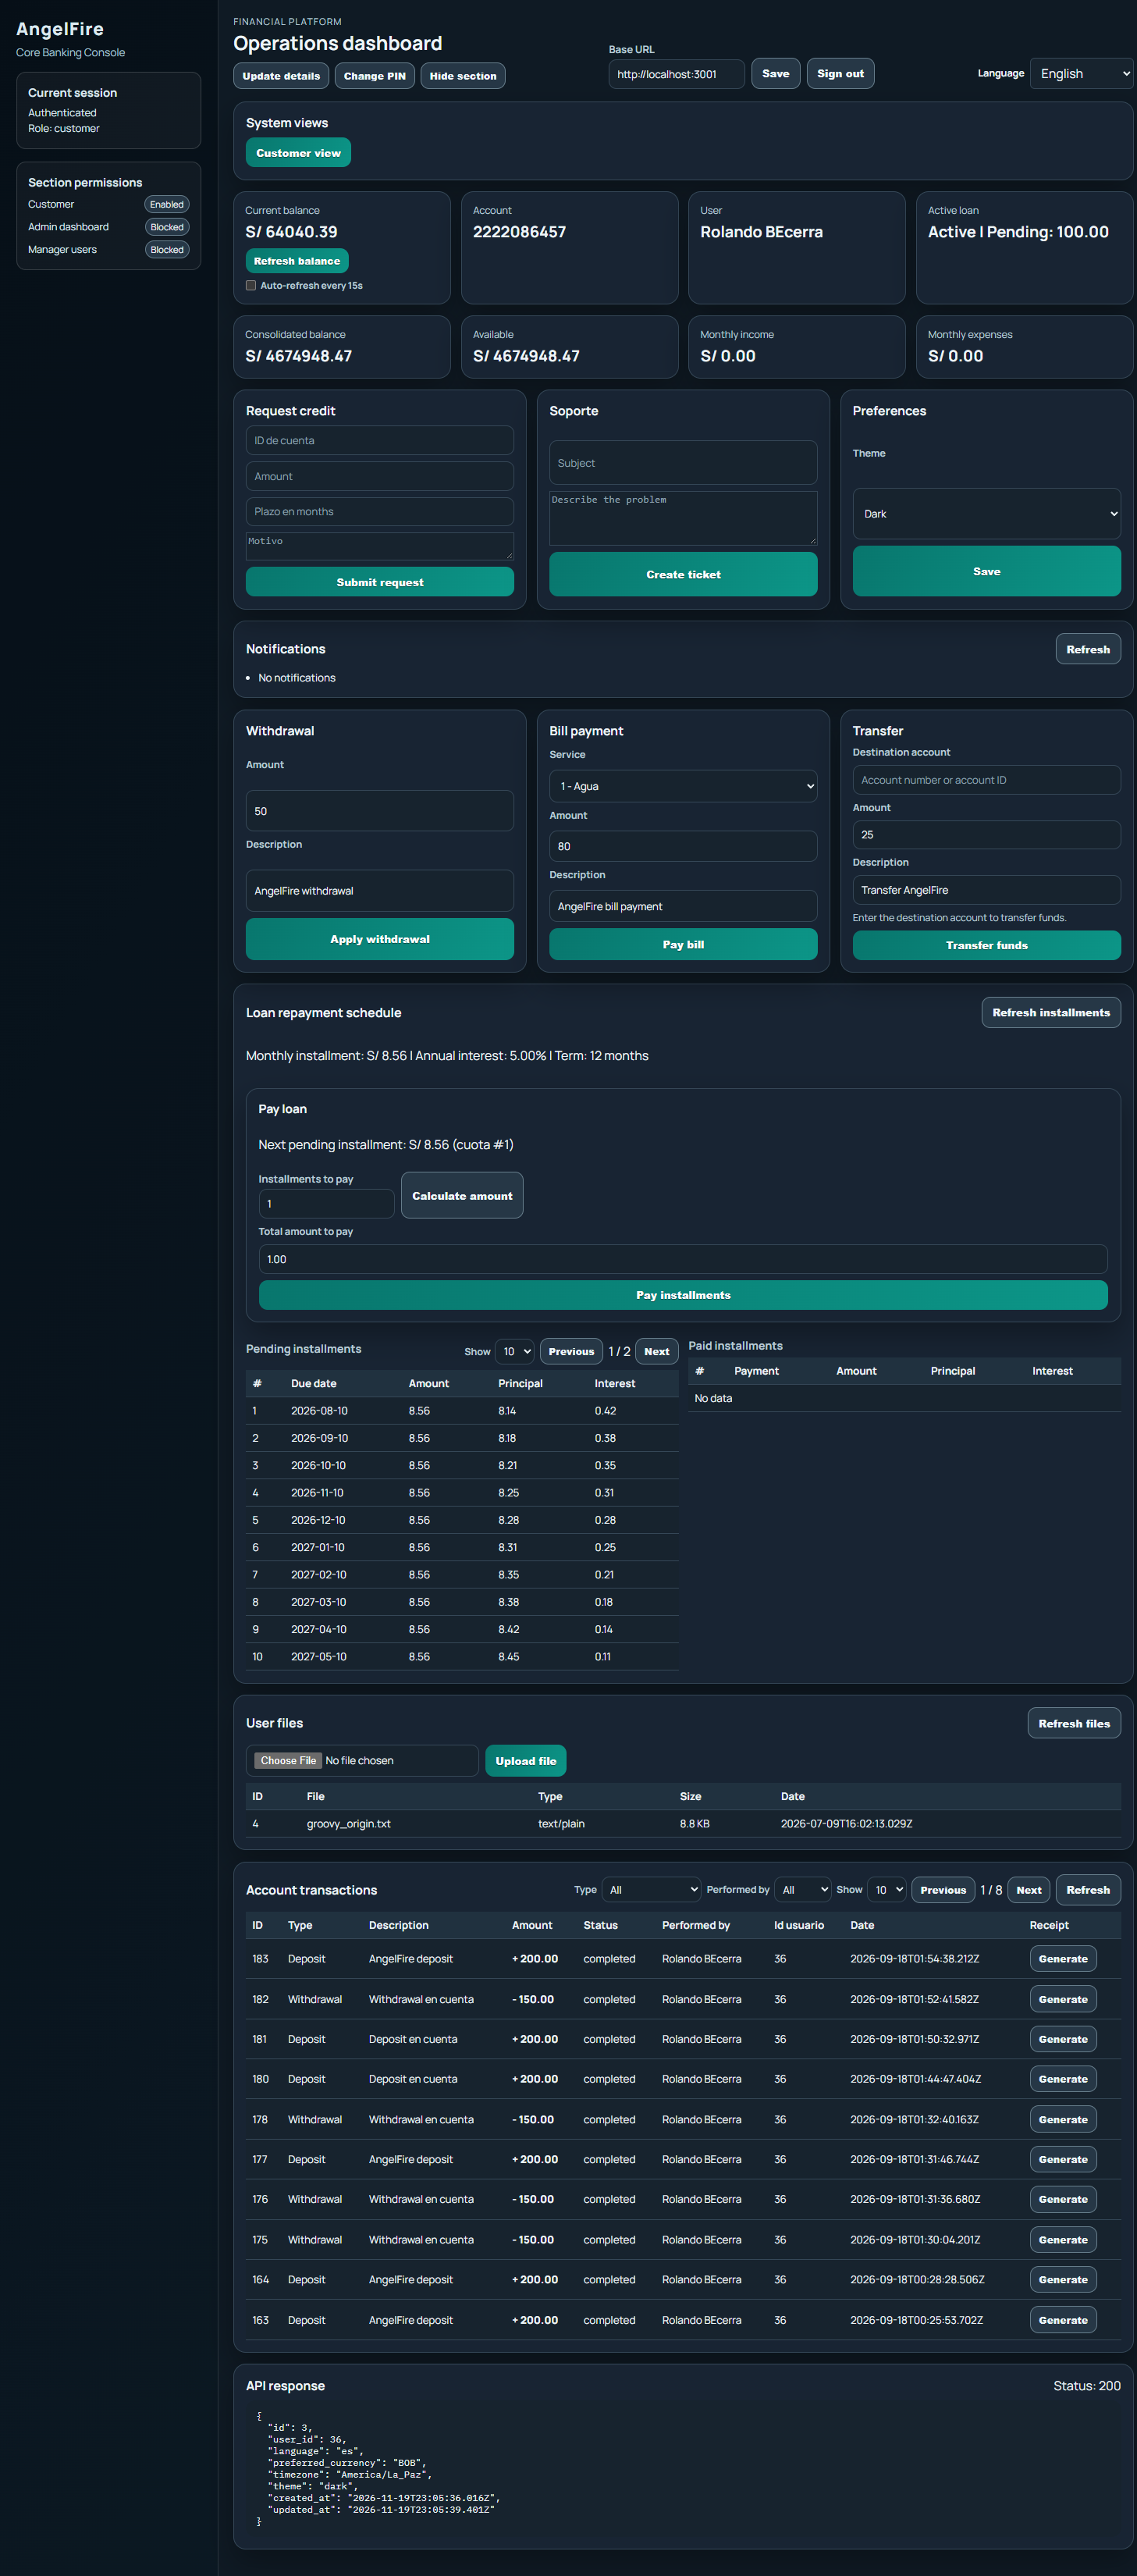 AngelFire
Core Banking Console
Current session
Authenticated
Role: customer
Section permissions
Customer Enabled
Admin dashboard Blocked
Manager users Blocked
FINANCIAL PLATFORM
Operations dashboard
Update details Change PIN Hide section
Base URL
http://localhost:3001 Save Sign out
Language English
System views
Customer view
Current balance
S/ 64040.39
Refresh balance
Auto-refresh every 15s
Account
2222086457
User
Rolando BEcerra
Active loan
Active | Pending: 100.00
Consolidated balance
S/ 4674948.47
Available
S/ 4674948.47
Monthly income
S/ 0.00
Monthly expenses
S/ 0.00
Request credit
ID de cuenta
Amount
Plazo en months
Motivo
Submit request
Soporte
Subject
Describe the problem
Create ticket
Preferences
Theme
Dark
Save
Notifications Refresh
No notifications
Withdrawal
Amount
50
Description
AngelFire withdrawal
Apply withdrawal
Bill payment
Service
1 - Agua
Amount
80
Description
AngelFire bill payment
Pay bill
Transfer
Destination account
Account number or account ID
Amount
25
Description
Transfer AngelFire
Enter the destination account to transfer funds.
Transfer funds
Loan repayment schedule Refresh installments
Monthly installment: S/ 8.56 | Annual interest: 5.00% | Term: 12 months
Pay loan
Next pending installment: S/ 8.56 (cuota #1)
Installments to pay
1 Calculate amount
Total amount to pay
1.00
Pay installments
Pending installments Show 10 Previous 1 / 2 Next
# Due date Amount Principal Interest
1 2026-08-10 8.56 8.14 0.42
2 2026-09-10 8.56 8.18 0.38
3 2026-10-10 8.56 8.21 0.35
4 2026-11-10 8.56 8.25 0.31
5 2026-12-10 8.56 8.28 0.28
6 2027-01-10 8.56 8.31 0.25
7 2027-02-10 8.56 8.35 0.21
8 2027-03-10 8.56 8.38 0.18
9 2027-04-10 8.56 8.42 0.14
10 2027-05-10 8.56 8.45 0.11
Paid installments
# Payment Amount Principal Interest
No data
User files Refresh files
Choose File No file chosen Upload file
ID File Type Size Date
4 groovy_origin.txt text/plain 8.8 KB 2026-07-09T16:02:13.029Z
Account transactions Type All Performed by All Show 10 Previous 1 / 8 Next Refresh
ID Type Description Amount Status Performed by Id usuario Date Receipt
183 Deposit AngelFire deposit + 200.00 completed Rolando BEcerra 36 2026-09-18T01:54:38.212Z Generate
182 Withdrawal Withdrawal en cuenta - 150.00 completed Rolando BEcerra 36 2026-09-18T01:52:41.582Z Generate
181 Deposit Deposit en cuenta + 200.00 completed Rolando BEcerra 36 2026-09-18T01:50:32.971Z Generate
180 Deposit Deposit en cuenta + 200.00 completed Rolando BEcerra 36 2026-09-18T01:44:47.404Z Generate
178 Withdrawal Withdrawal en cuenta - 150.00 completed Rolando BEcerra 36 2026-09-18T01:32:40.163Z Generate
177 Deposit AngelFire deposit + 200.00 completed Rolando BEcerra 36 2026-09-18T01:31:46.744Z Generate
176 Withdrawal Withdrawal en cuenta - 150.00 completed Rolando BEcerra 36 2026-09-18T01:31:36.680Z Generate
175 Withdrawal Withdrawal en cuenta - 150.00 completed Rolando BEcerra 36 2026-09-18T01:30:04.201Z Generate
164 Deposit AngelFire deposit + 200.00 completed Rolando BEcerra 36 2026-09-18T00:28:28.506Z Generate
163 Deposit AngelFire deposit + 200.00 completed Rolando BEcerra 36 2026-09-18T00:25:53.702Z Generate
API response Status: 200
{
"id": 3,
"user_id": 36,
"language": "es",
"preferred_currency": "BOB",
"timezone": "America/La_Paz",
"theme": "dark",
"created_at": "2026-11-19T23:05:36.016Z",
"updated_at": "2026-11-19T23:05:39.401Z"
}